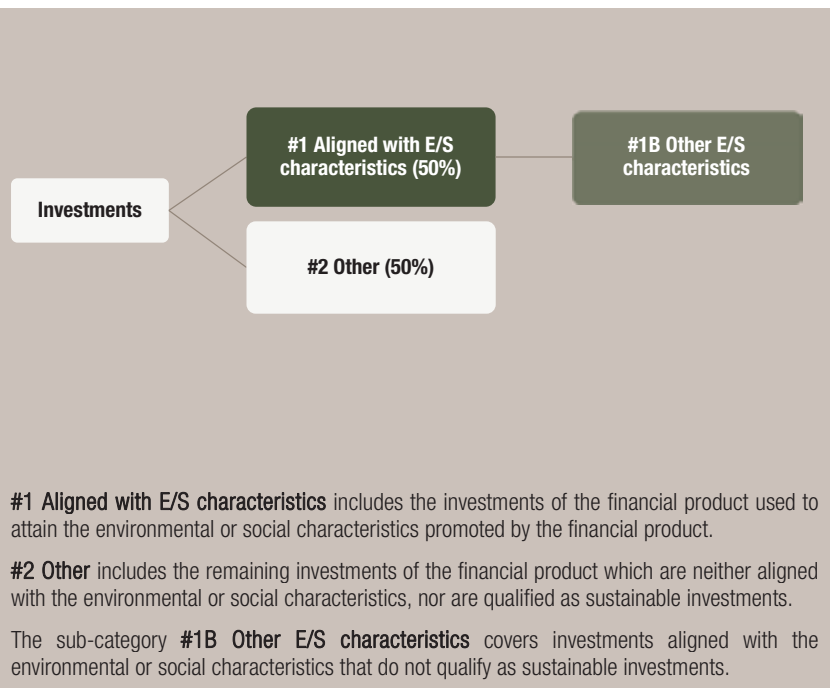 #1 Aligned with E/S
characteristics (50%)
#1B Other E/S
characteristics
Investments
#2 Other (50%)
#1 Aligned with E/S characteristics includes the investments of the financial product used to
attain the environmental or social characteristics promoted by the financial product.
#2 Other includes the remaining investments of the financial product which are neither aligned
with the environmental or social characteristics, nor are qualified as sustainable investments.
The sub-category #1B Other E/S characteristics covers investments aligned with the
environmental or social characteristics that do not qualify as sustainable investments.